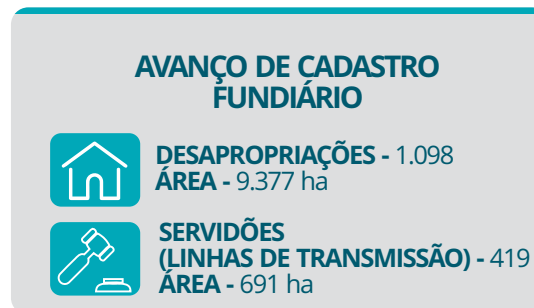 AVANÇO DE CADASTRO
FUNDIÁRIO
DESAPROPRIAÇÕES - 1.098
ÁREA - 9.377 ha
SERVIDÕES
(LINHAS DE TRANSMISSÃO) - 419
ÁREA - 691 ha